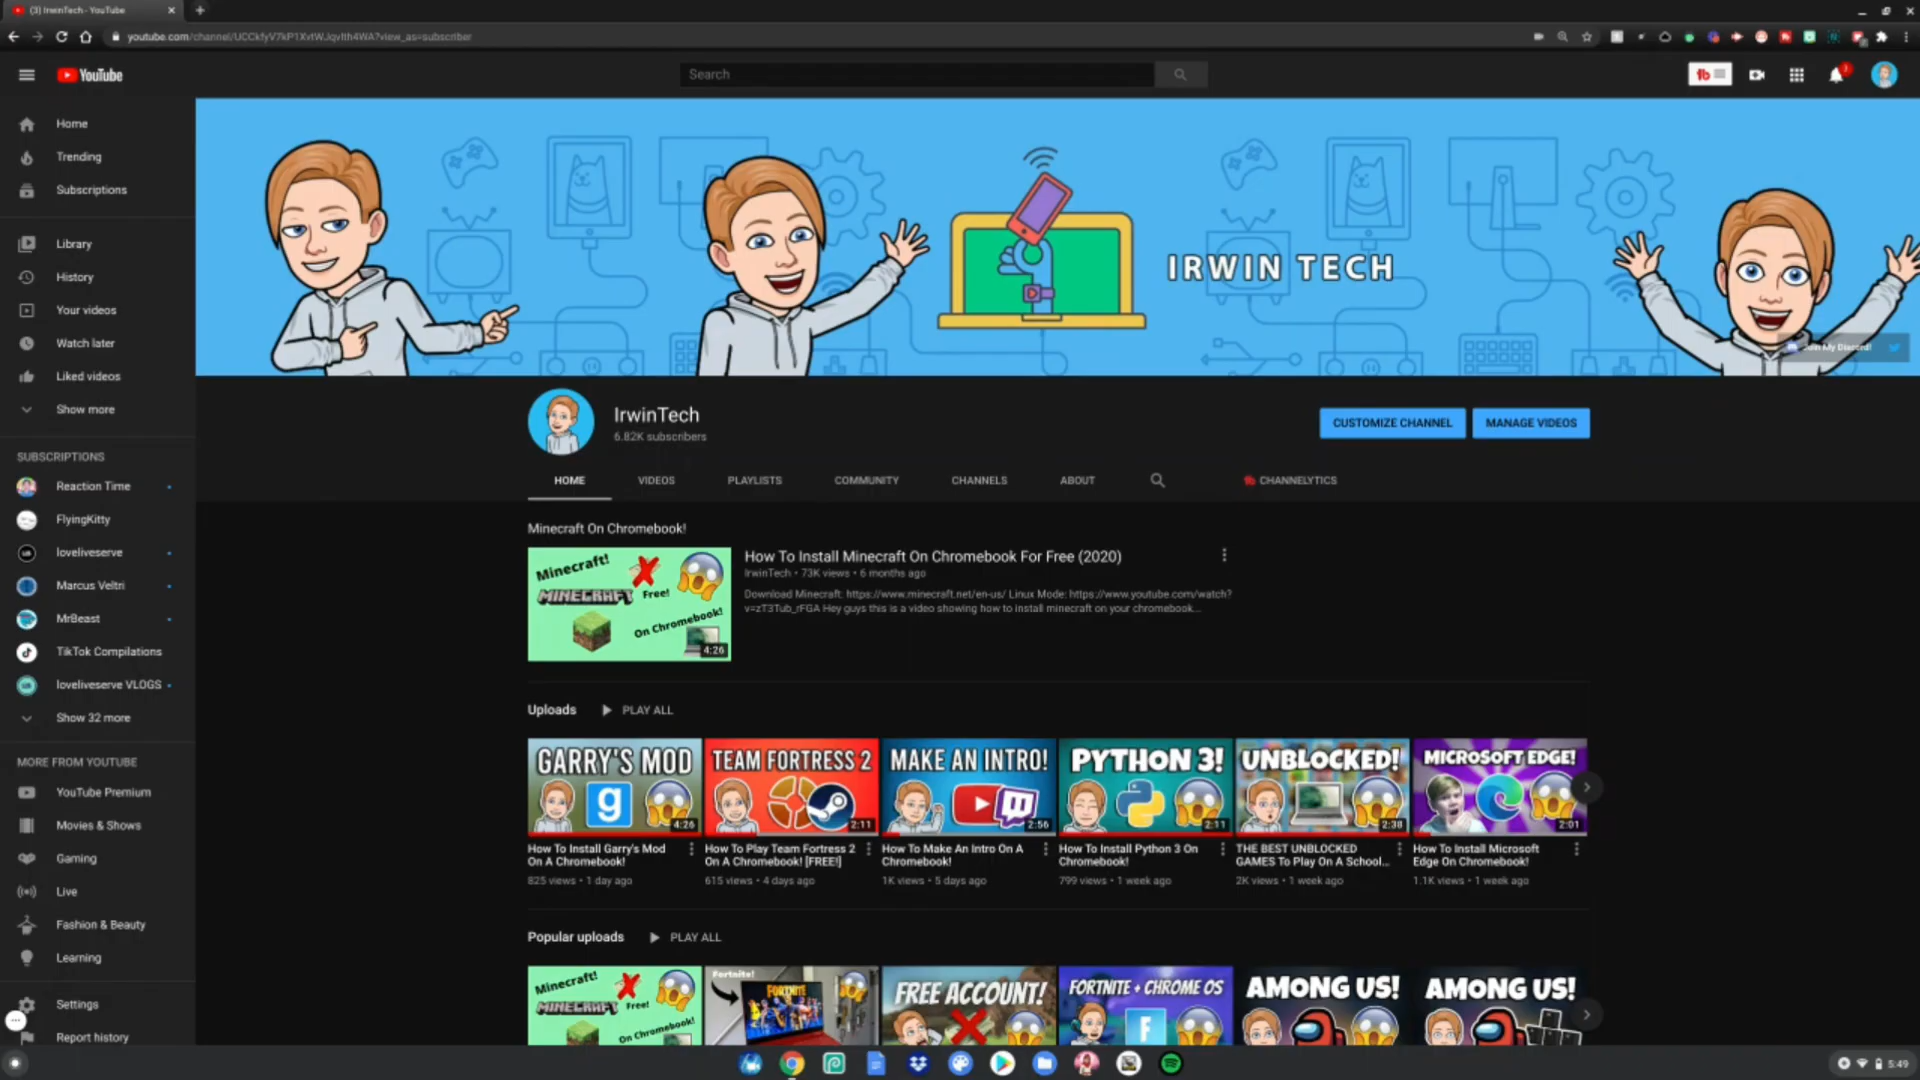 (3) IrwinTech - YouTube
YouTube
Search
Home
Trending
Subscriptions
Library
History
Your videos
Watch later
Liked videos
Show more
SUBSCRIPTIONS
Reaction Time
FlyingKitty
loveliveserve
Marcus Veltri
MrBeast
TikTok Compilations
loveliveserve VLOGS
Show 32 more
MORE FROM YOUTUBE
YouTube Premium
Movies & Shows
Gaming
Live
Fashion & Beauty
Learning
Settings
Report history
IRWIN TECH
Join My Discord!
IrwinTech
6.82K subscribers
CUSTOMIZE CHANNEL
MANAGE VIDEOS
HOME VIDEOS PLAYLISTS COMMUNITY CHANNELS ABOUT CHANNELYTICS
Minecraft On Chromebook!
Minecraft!
MINECRAFT
Free!
On Chromebook!
4:26
How To Install Minecraft On Chromebook For Free (2020)
IrwinTech • 73K views • 6 months ago
Download Minecraft: https://www.minecraft.net/en-us/ Linux Mode: https://www.youtube.com/watch?
v=zT3Tub_rFGA Hey guys this is a video showing how to install minecraft on your chromebook...
Uploads PLAY ALL
GARRY'S MOD
4:26
How To Install Garry's Mod
On A Chromebook!
825 views • 1 day ago
TEAM FORTRESS 2
2:11
How To Play Team Fortress 2
On A Chromebook! [FREE!]
615 views • 4 days ago
MAKE AN INTRO!
2:56
How To Make An Intro On A
Chromebook!
1K views • 5 days ago
PYTHON 3!
2:11
How To Install Python 3 On
Chromebook!
799 views • 1 week ago
UNBLOCKED!
2:38
THE BEST UNBLOCKED
GAMES To Play On A School...
2K views • 1 week ago
MICROSOFT EDGE!
2:01
How To Install Microsoft
Edge On Chromebook!
1.1K views • 1 week ago
Popular uploads PLAY ALL
Minecraft!
MINECRAFT
Free!
On Chromebook!
Fortnite!
FORTNITE
FREE ACCOUNT!
FORTNITE + CHROME OS
AMONG US!
AMONG US!
5:49